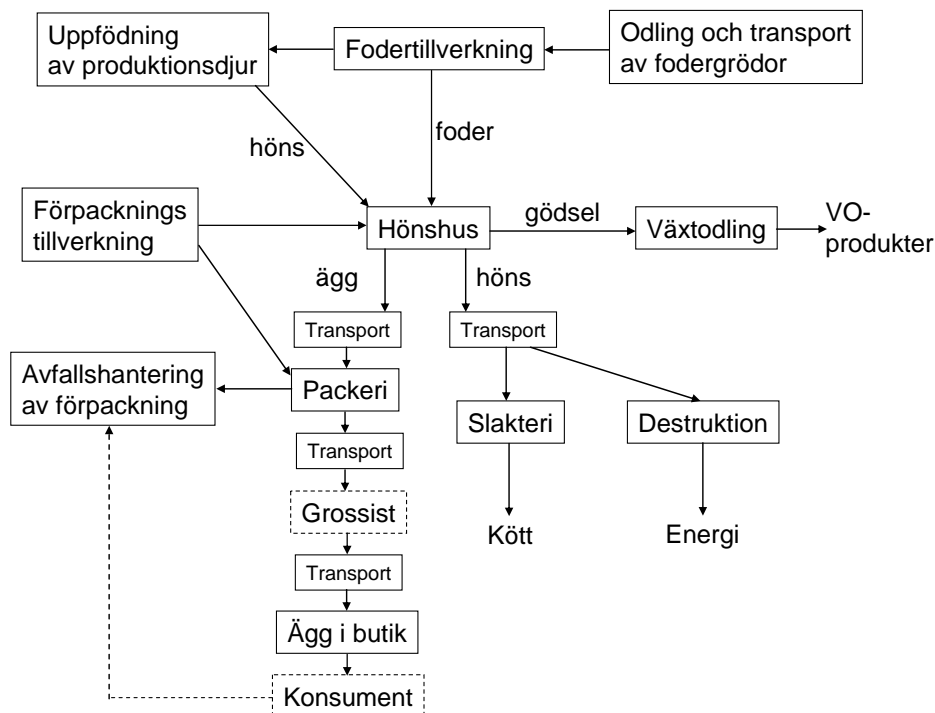 Uppfödning
av produktionsdjur
Fodertillverkning
Odling och transport
av fodergrödor
höns
foder
Förpacknings
tillverkning
Hönshus
gödsel
Växtodling
VO-
produkter
ägg
höns
Transport
Transport
Avfallshantering
av förpackning
Packeri
Slakteri
Destruktion
Transport
Grossist
Kött
Energi
Transport
Ägg i butik
Konsument